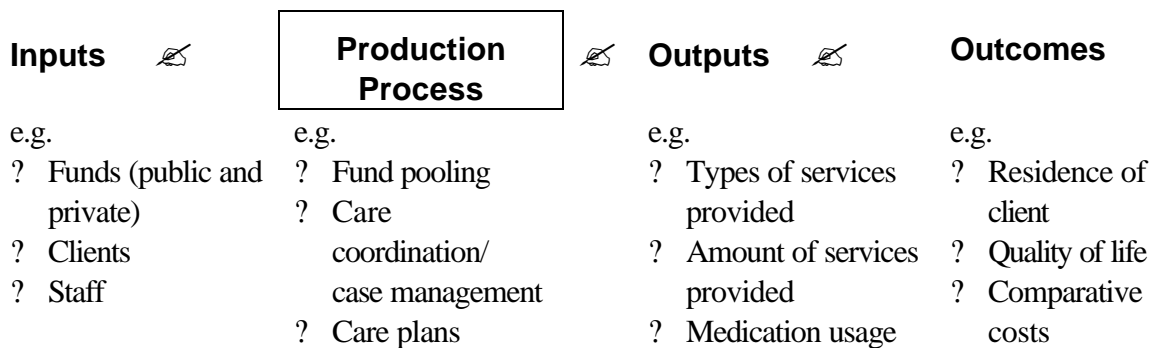 Inputs ✍ Production Process ✍ Outputs ✍ Outcomes
e.g.
? Funds (public and
private)
? Clients
? Staff
e.g.
? Fund pooling
? Care
coordination/
case management
? Care plans
e.g.
? Types of services
provided
? Amount of services
provided
? Medication usage
e.g.
? Residence of
client
? Quality of life
? Comparative
costs